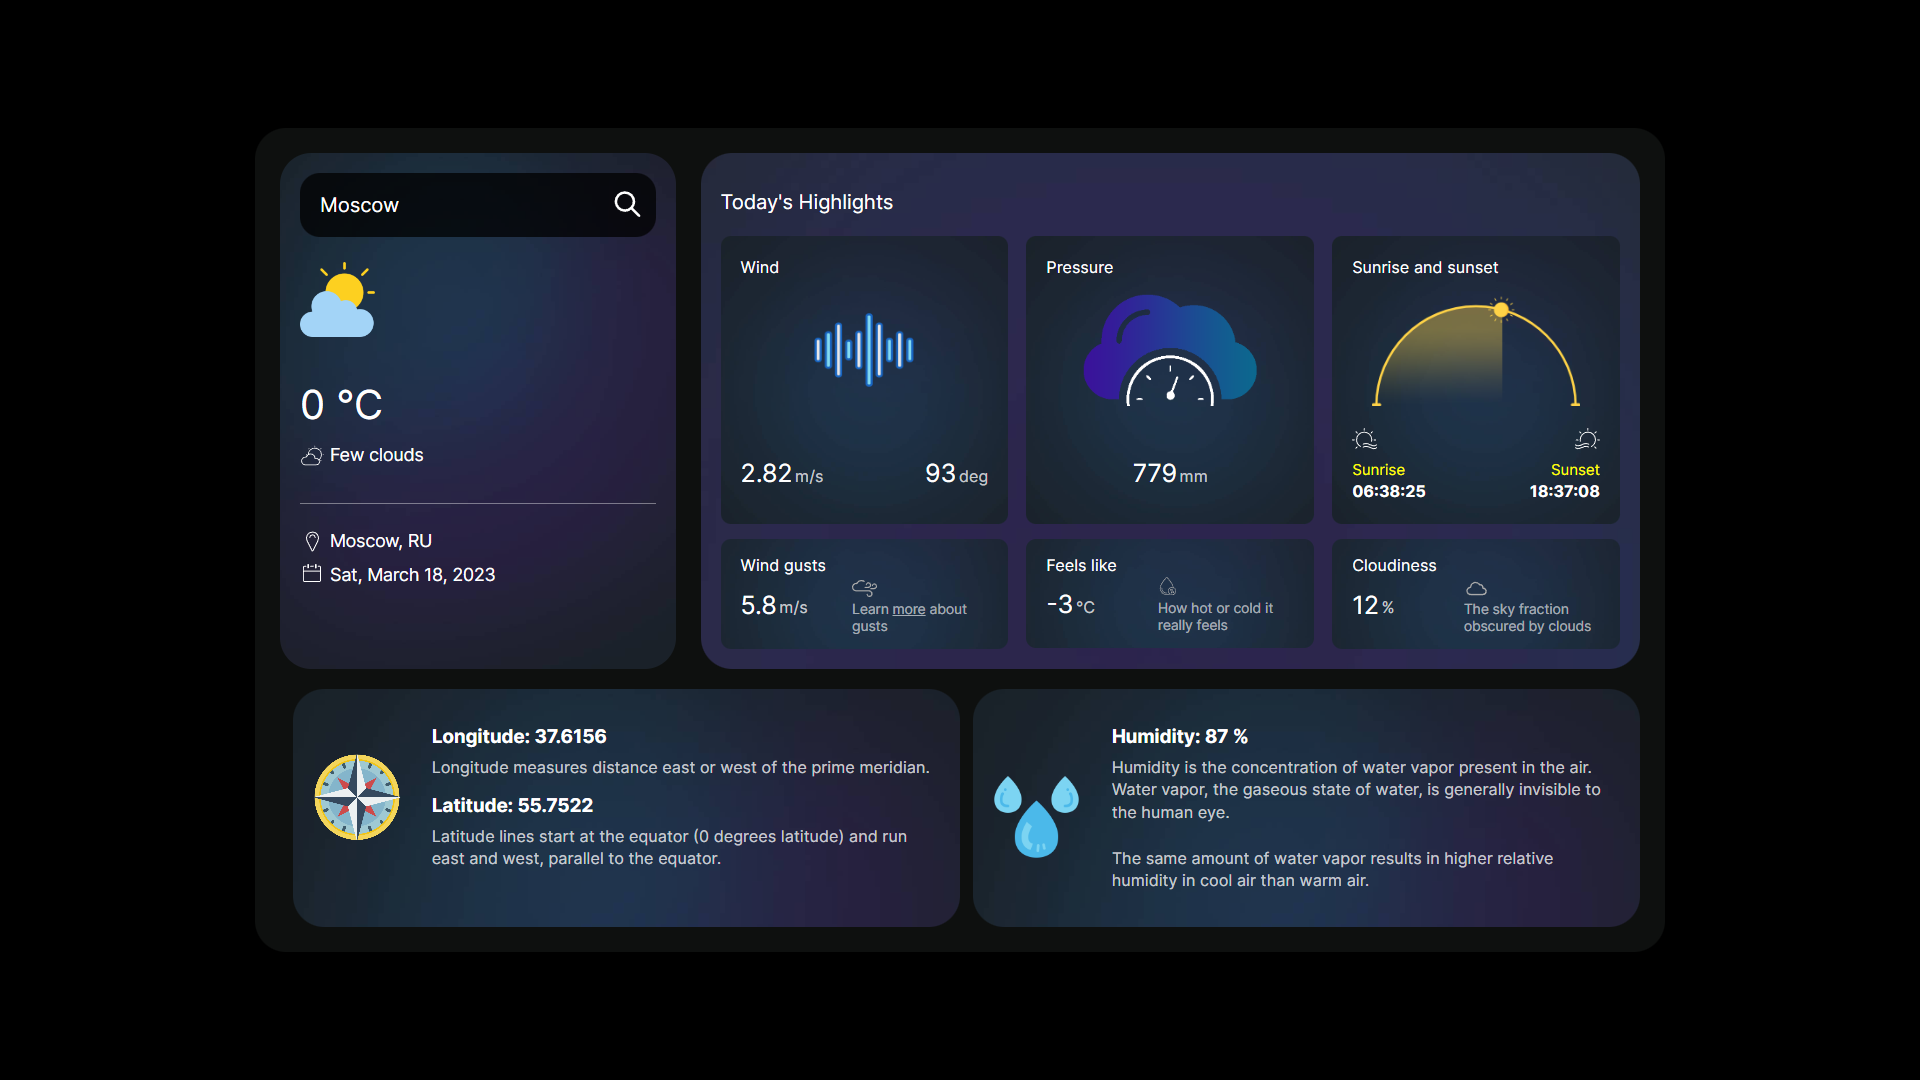 Moscow
0 °C
Few clouds
Moscow, RU
Sat, March 18, 2023
Today's Highlights
Wind
2.82 m/s
93 deg
Pressure
779 mm
Sunrise and sunset
Sunrise
06:38:25
Sunset
18:37:08
Wind gusts
5.8 m/s
Learn more about
gusts
Feels like
-3 °C
How hot or cold it
really feels
Cloudiness
12 %
The sky fraction
obscured by clouds
Longitude: 37.6156
Longitude measures distance east or west of the prime meridian.
Latitude: 55.7522
Latitude lines start at the equator (0 degrees latitude) and run
east and west, parallel to the equator.
Humidity: 87 %
Humidity is the concentration of water vapor present in the air.
Water vapor, the gaseous state of water, is generally invisible to
the human eye.
The same amount of water vapor results in higher relative
humidity in cool air than warm air.